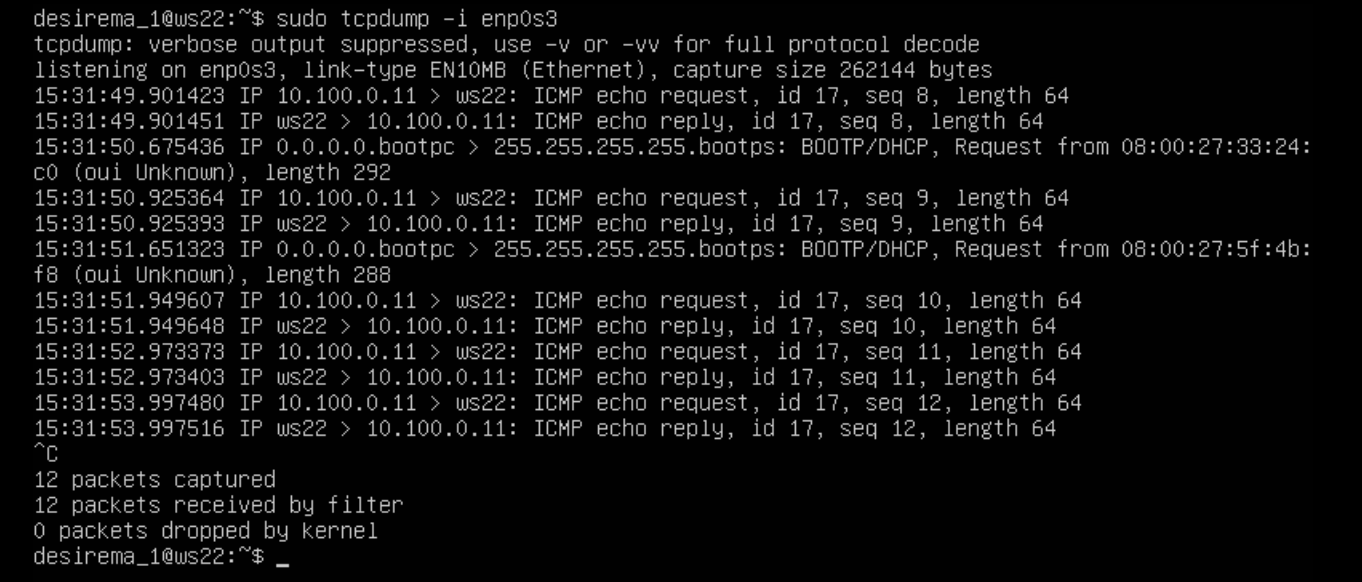 desirema_1@ws22:~$ sudo tcpdump -i enp0s3
tcpdump: verbose output suppressed, use -v or -vv for full protocol decode
listening on enp0s3, link-type EN10MB (Ethernet), capture size 262144 bytes
15:31:49.901423 IP 10.100.0.11 > ws22: ICMP echo request, id 17, seq 8, length 64
15:31:49.901451 IP ws22 > 10.100.0.11: ICMP echo reply, id 17, seq 8, length 64
15:31:50.675436 IP 0.0.0.0.bootpc > 255.255.255.255.bootps: BOOTP/DHCP, Request from 08:00:27:33:24:
c0 (oui Unknown), length 292
15:31:50.925364 IP 10.100.0.11 > ws22: ICMP echo request, id 17, seq 9, length 64
15:31:50.925393 IP ws22 > 10.100.0.11: ICMP echo reply, id 17, seq 9, length 64
15:31:51.651323 IP 0.0.0.0.bootpc > 255.255.255.255.bootps: BOOTP/DHCP, Request from 08:00:27:5f:4b:
f8 (oui Unknown), length 288
15:31:51.949607 IP 10.100.0.11 > ws22: ICMP echo request, id 17, seq 10, length 64
15:31:51.949648 IP ws22 > 10.100.0.11: ICMP echo reply, id 17, seq 10, length 64
15:31:52.973373 IP 10.100.0.11 > ws22: ICMP echo request, id 17, seq 11, length 64
15:31:52.973403 IP ws22 > 10.100.0.11: ICMP echo reply, id 17, seq 11, length 64
15:31:53.997480 IP 10.100.0.11 > ws22: ICMP echo request, id 17, seq 12, length 64
15:31:53.997516 IP ws22 > 10.100.0.11: ICMP echo reply, id 17, seq 12, length 64
^C
12 packets captured
12 packets received by filter
0 packets dropped by kernel
desirema_1@ws22:~$ _